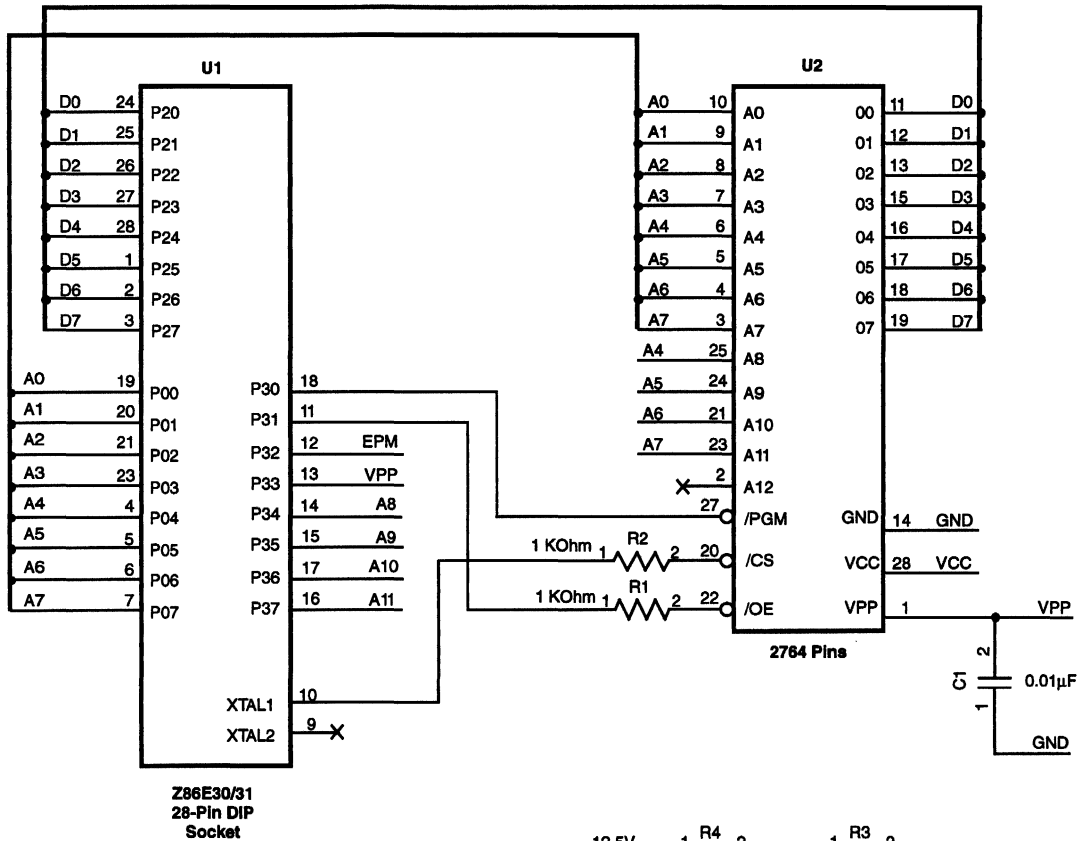 U1
U2
D0 24 P20
D1 25 P21
D2 26 P22
D3 27 P23
D4 28 P24
D5 1 P25
D6 2 P26
D7 3 P27
A0 19 P00
A1 20 P01
A2 21 P02
A3 23 P03
A4 4 P04
A5 5 P05
A6 6 P06
A7 7 P07
P30 18
P31 11
P32 12 EPM
P33 13 VPP
P34 14 A8
P35 15 A9
P36 17 A10
P37 16 A11
XTAL1 10
XTAL2 9
Z86E30/31
28-Pin DIP
Socket
A0 10 A0
A1 9 A1
A2 8 A2
A3 7 A3
A4 6 A4
A5 5 A5
A6 4 A6
A7 3 A7
A4 25 A8
A5 24 A9
A6 21 A10
A7 23 A11
2 A12
27 /PGM
1 KOhm 1 R2 2 20 /CS
1 KOhm 1 R1 2 22 /OE
00 11 D0
01 12 D1
02 13 D2
03 15 D3
04 16 D4
05 17 D5
06 18 D6
07 19 D7
GND 14 GND
VCC 28 VCC
VPP 1 VPP
2764 Pins
C1 2 1 0.01µF
GND
1 R4 1 R3